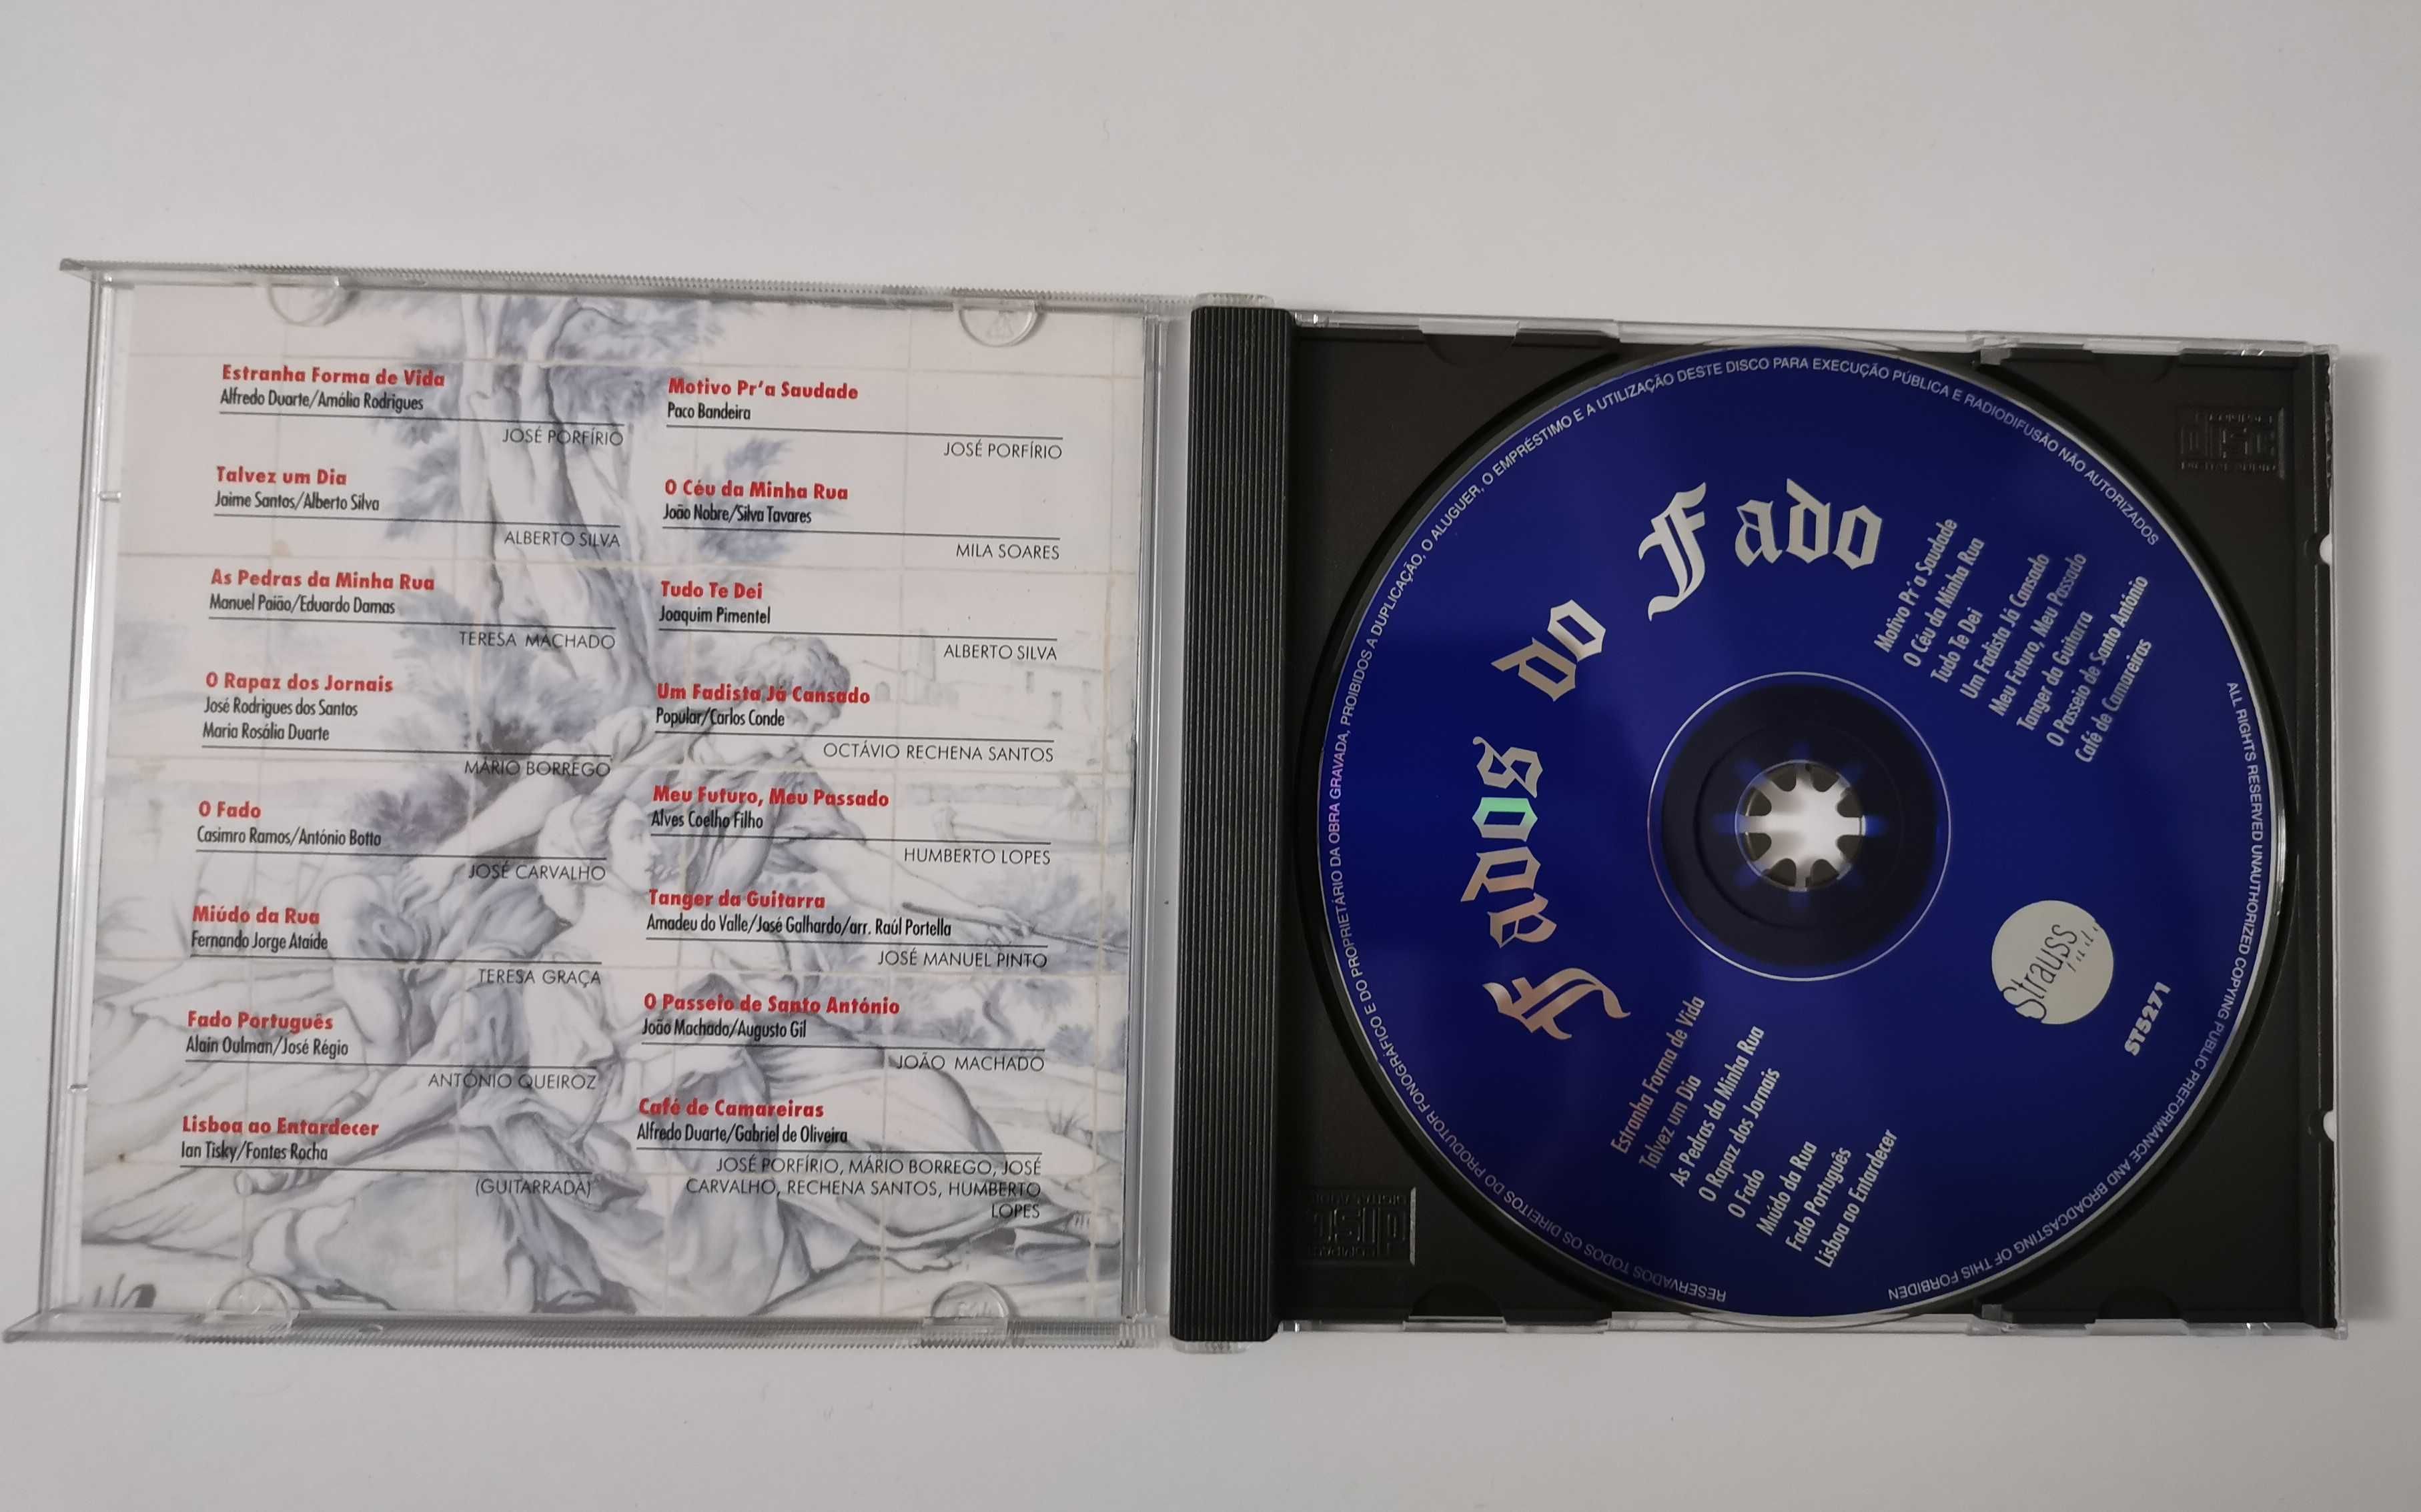 Estranha Forma de Vida
Alfredo Duarte/Amália Rodrigues
JOSÉ PORFÍRIO
Talvez um Dia
Jaime Santos/Alberto Silva
ALBERTO SILVA
As Pedras da Minha Rua
Manuel Paião/Eduardo Damas
TERESA MACHADO
O Rapaz dos Jornais
José Rodrigues dos Santos
Maria Rosália Duarte
MÁRIO BORREGO
O Fado
Casimro Ramos/António Botto
JOSÉ CARVALHO
Miúdo da Rua
Fernando Jorge Ataíde
TERESA GRAÇA
Fado Português
Alain Oulman/José Régio
ANTÓNIO QUEIROZ
Lisboa ao Entardecer
Ian Tisky/Fontes Rocha
(GUITARRADA)
Motivo Pr'a Saudade
Paco Bandeira
JOSÉ PORFÍRIO
O Céu da Minha Rua
João Nobre/Silva Tavares
MILA SOARES
Tudo Te Dei
Joaquim Pimentel
ALBERTO SILVA
Um Fadista Já Cansado
Popular/Carlos Conde
OCTÁVIO RECHENA SANTOS
Meu Futuro, Meu Passado
Alves Coelho Filho
HUMBERTO LOPES
Tanger da Guitarra
Amadeu do Valle/José Galhardo/arr. Raúl Portella
JOSÉ MANUEL PINTO
O Passeio de Santo António
João Machado/Augusto Gil
JOÃO MACHADO
Café de Camareiras
Alfredo Duarte/Gabriel de Oliveira
JOSÉ PORFÍRIO, MÁRIO BORREGO, JOSÉ
CARVALHO, RECHENA SANTOS, HUMBERTO
LOPES
Fados do Fado
Estranha Forma de Vida
Talvez um Dia
As Pedras da Minha Rua
O Rapaz dos Jornais
O Fado
Miúdo da Rua
Fado Português
Lisboa ao Entardecer
Motivo Pr'a Saudade
O Céu da Minha Rua
Tudo Te Dei
Um Fadista Já Cansado
Meu Futuro, Meu Passado
Tanger da Guitarra
O Passeio de Santo António
Café de Camareiras
Strauss
ST5271
RESERVADOS TODOS OS DIREITOS DO PRODUTOR FONOGRÁFICO E DO PROPRIETÁRIO DA OBRA GRAVADA, PROIBIDOS A DUPLICAÇÃO, O ALUGUER, O EMPRÉSTIMO E A UTILIZAÇÃO DESTE DISCO PARA EXECUÇÃO PÚBLICA E RADIODIFUSÃO NÃO AUTORIZADOS
ALL RIGHTS RESERVED UNAUTHORIZED COPYING PUBLIC PREFORMANCE AND BROADCASTING OF THIS FORBIDEN
COMPACT
disc
DIGITAL AUDIO
COMPACT
disc
DIGITAL AUDIO